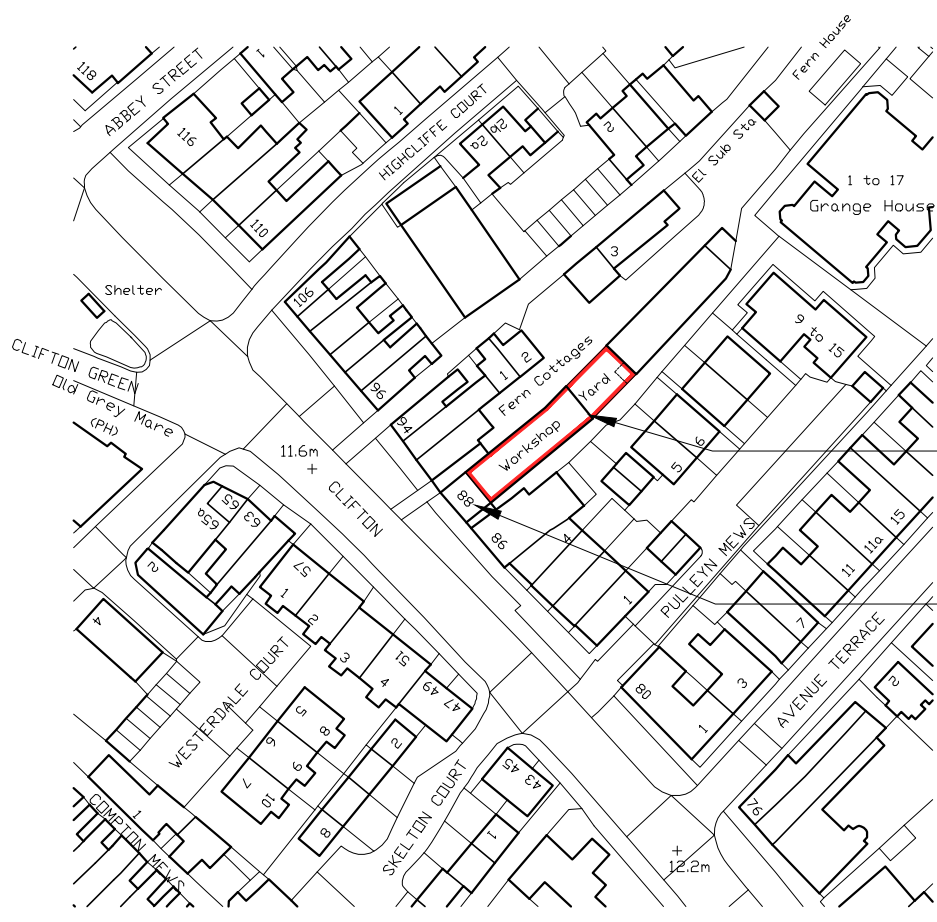 118
ABBEY STREET
116
110
1
HIGHCLIFFE COURT
5a
5b
2
El Sub Sta
Fern House
1 to 17
Grange House
3
Shelter
106
96
94
1
2
Fern Cottages
Yard
Workshop
9 to 15
CLIFTON GREEN
Old Grey Mare
(PH)
11.6m
CLIFTON
88
86
4
1
5
6
PULLEYN MEWS
65a
65
63
2
57
1
2
3
4
51
49
47
4
WESTERDALE COURT
5
6
7
8
9
10
2
8
SKELTON COURT
43 45
1
80
1
3
7
11
11a
15
AVENUE TERRACE
2
76
12.2m
COMPTON MEWS
1